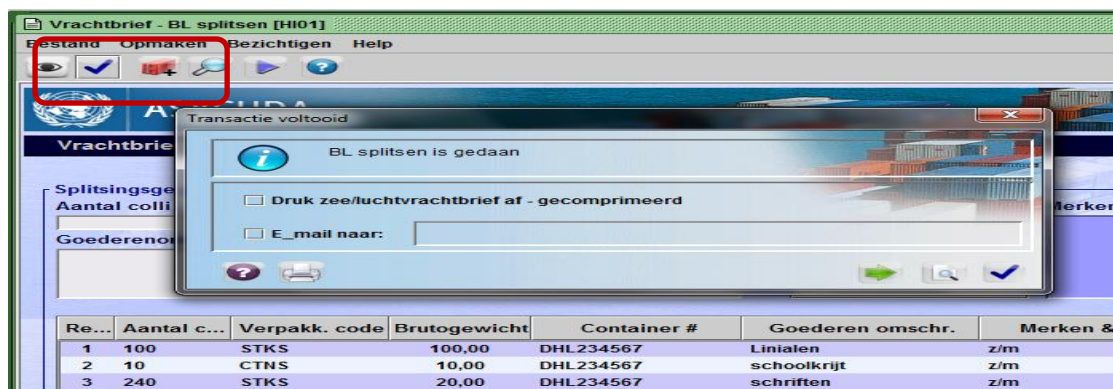 Vrachtbrief - BL splitsen [HI01]
Bestand Opmaken Bezichtigen Help
Transactie voltooid
Vrachtbrie
BL splitsen is gedaan
Splitsingsge
Aantal colli
Druk zee/luchtvrachtbrief af - gecomprimeerd
Merken
E_mail naar:
Re... Aantal c... Verpakk. code Brutogewicht Container # Goederen omschr. Merken &
1 100 STKS 100,00 DHL234567 Linialen z/m
2 10 CTNS 10,00 DHL234567 schoolkrijt z/m
3 240 STKS 20,00 DHL234567 schriften z/m